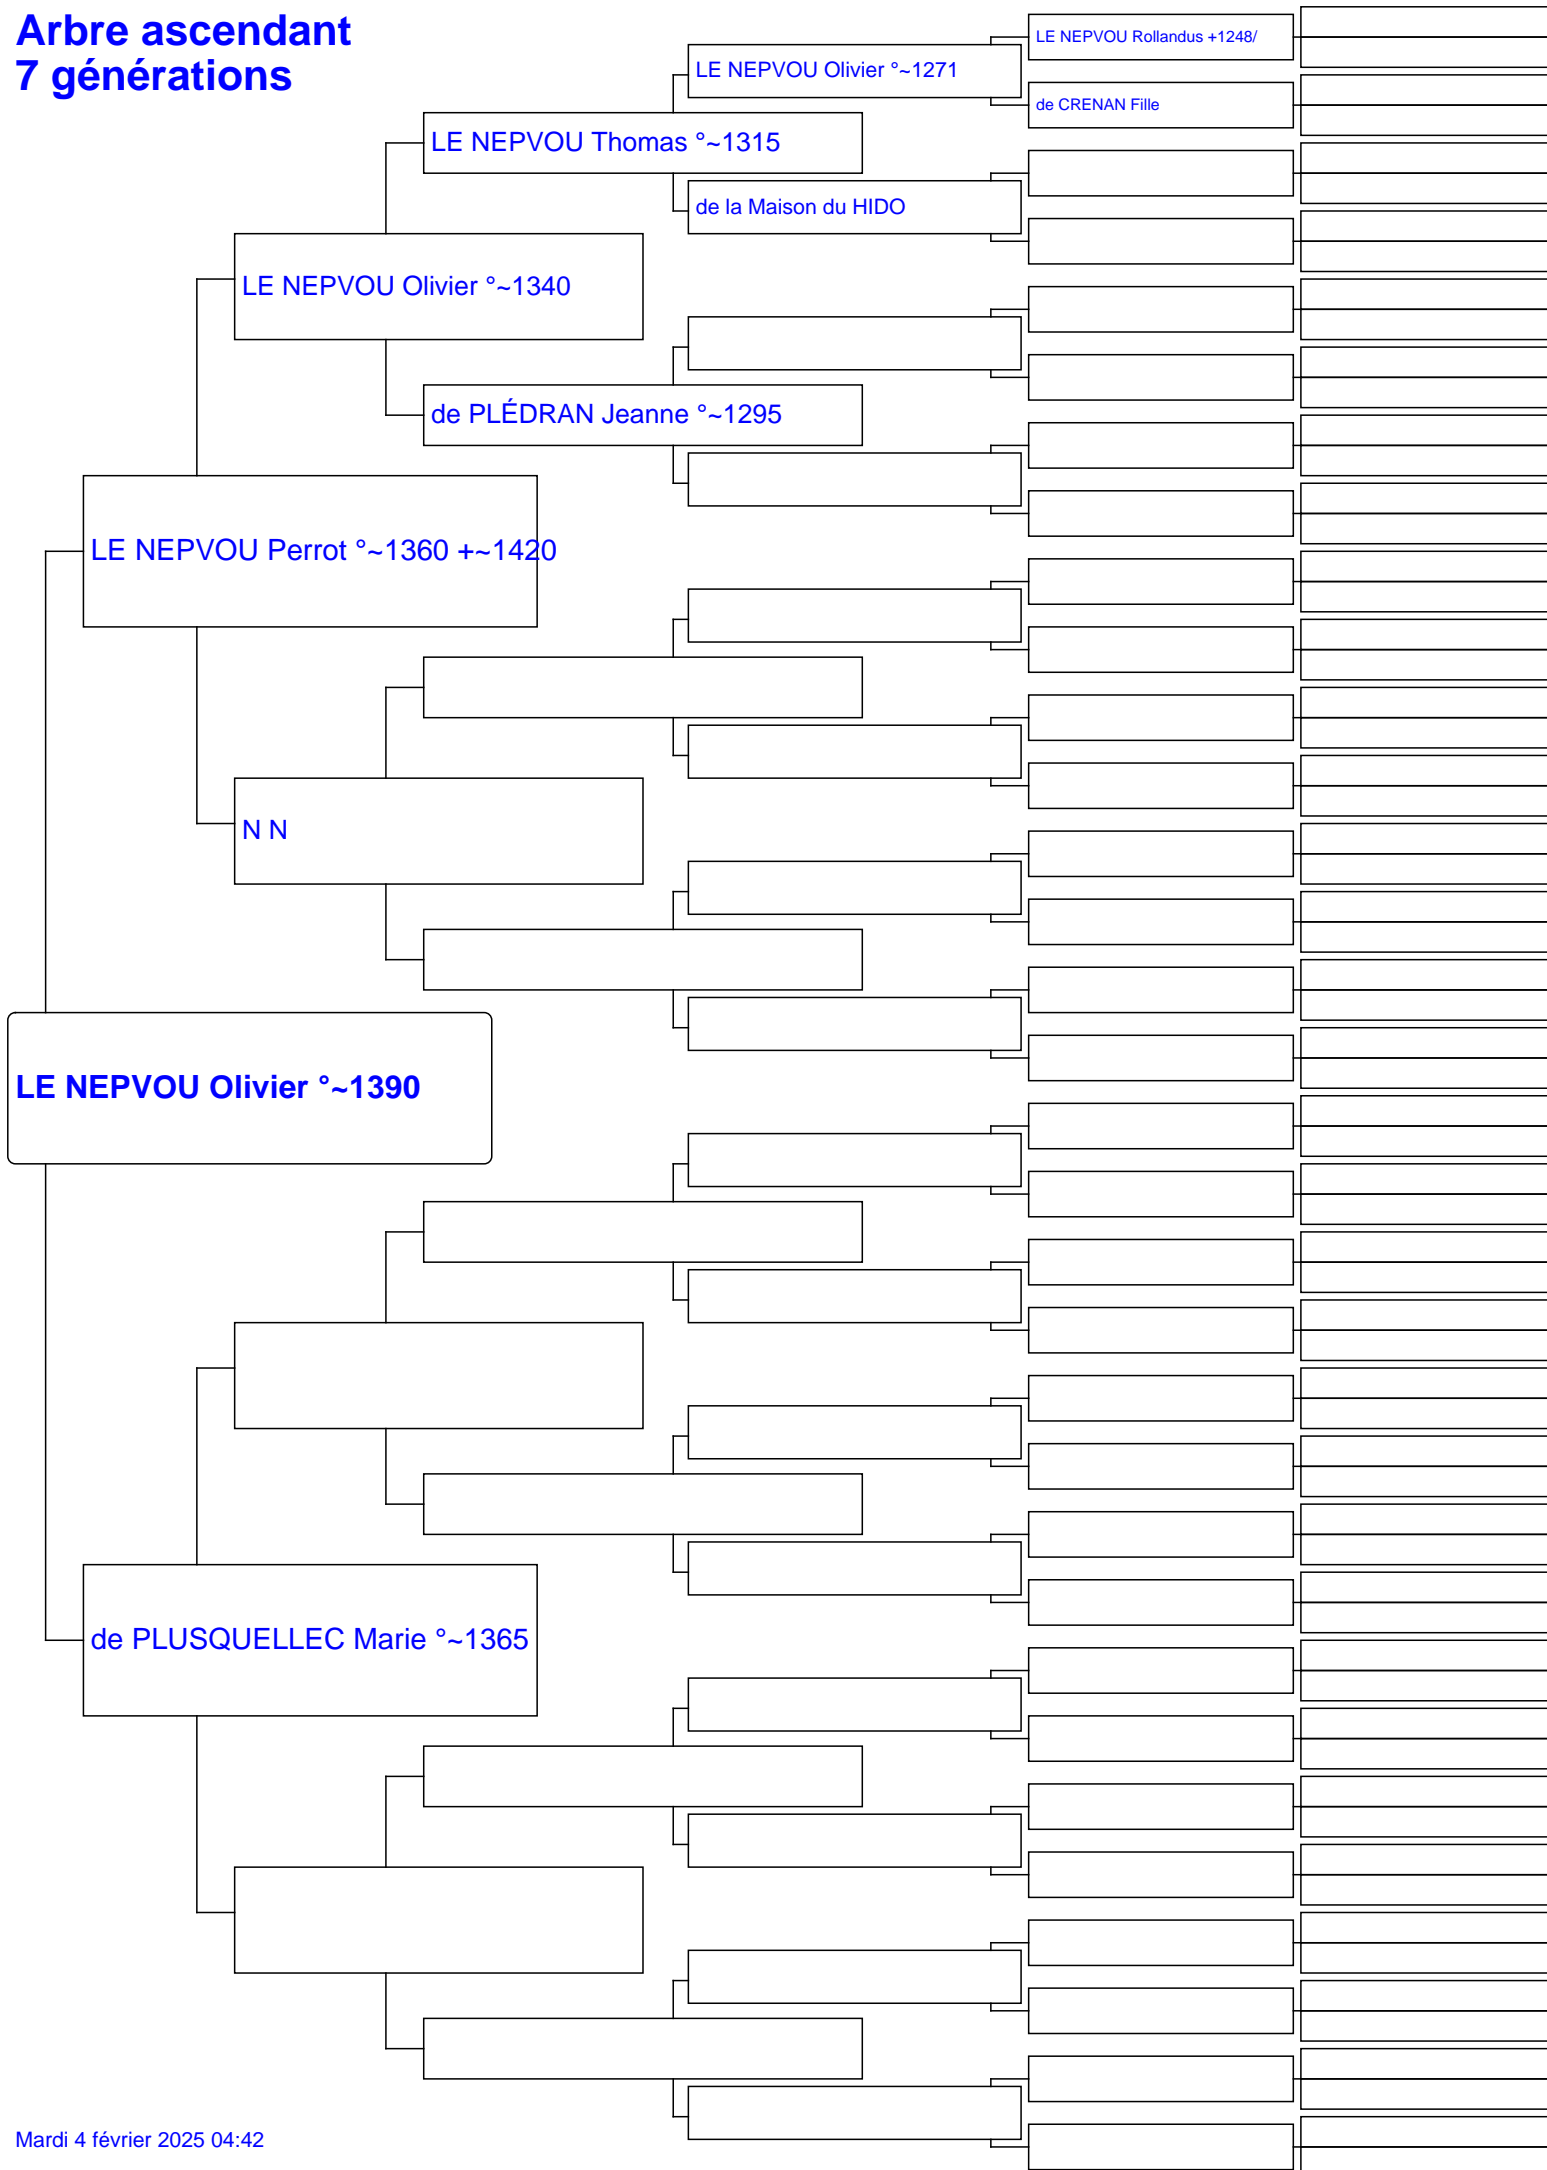 Arbre ascendant
7 générations
LE NEPVOU Rollandus +1248/
LE NEPVOU Olivier °~1271
de CRENAN Fille
LE NEPVOU Thomas °~1315
de la Maison du HIDO
LE NEPVOU Olivier °~1340
de PLÉDRAN Jeanne °~1295
LE NEPVOU Perrot °~1360 +~1420
N N
LE NEPVOU Olivier °~1390
de PLUSQUELLEC Marie °~1365
Mardi 4 février 2025 04:42